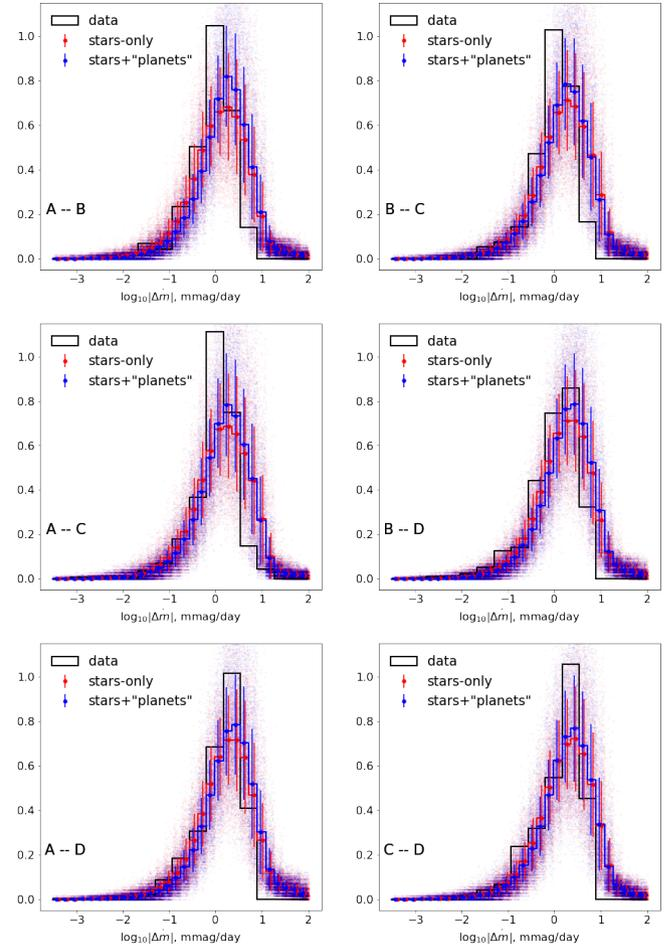 data
stars-only
stars+"planets"
1.0
0.8
0.6
0.4
0.2
0.0
A -- B
−3 −2 −1 0 1 2
log₁₀|Δṁ|, mmag/day
data
stars-only
stars+"planets"
1.0
0.8
0.6
0.4
0.2
0.0
B -- C
−3 −2 −1 0 1 2
log₁₀|Δṁ|, mmag/day
data
stars-only
stars+"planets"
1.0
0.8
0.6
0.4
0.2
0.0
A -- C
−3 −2 −1 0 1 2
log₁₀|Δṁ|, mmag/day
data
stars-only
stars+"planets"
1.0
0.8
0.6
0.4
0.2
0.0
B -- D
−3 −2 −1 0 1 2
log₁₀|Δṁ|, mmag/day
data
stars-only
stars+"planets"
1.0
0.8
0.6
0.4
0.2
0.0
A -- D
−3 −2 −1 0 1 2
log₁₀|Δṁ|, mmag/day
data
stars-only
stars+"planets"
1.0
0.8
0.6
0.4
0.2
0.0
C -- D
−3 −2 −1 0 1 2
log₁₀|Δṁ|, mmag/day